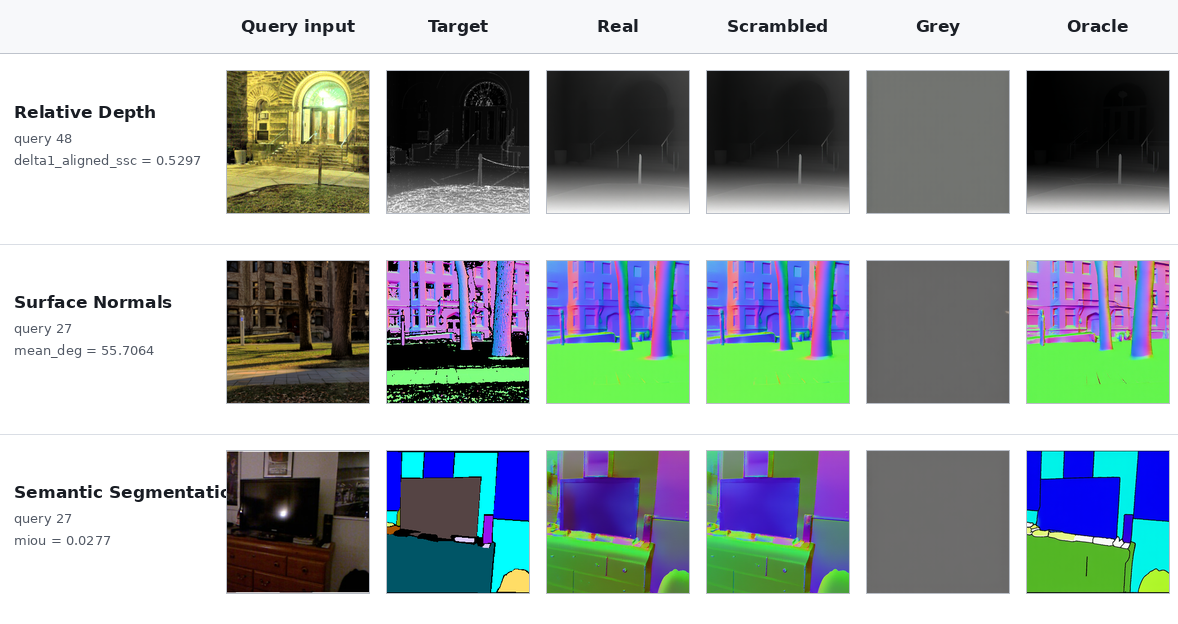 Query input Target Real Scrambled Grey Oracle
Relative Depth
query 48
delta1_aligned_ssc = 0.5297
Surface Normals
query 27
mean_deg = 55.7064
Semantic Segmentatic
query 27
miou = 0.0277